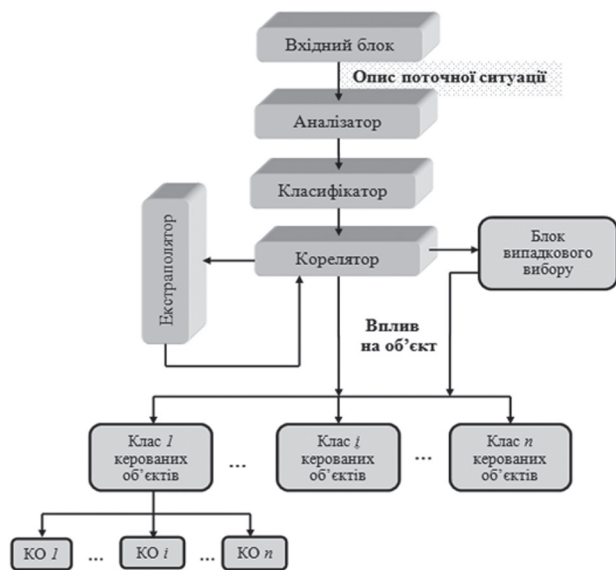 Вхідний блок
Опис поточної ситуації
Аналізатор
Класифікатор
Екстраполятор
Корелятор
Блок
випадкового
вибору
Вплив
на об’єкт
Клас 1
керованих
об’єктів
...
Клас i
керованих
об’єктів
...
Клас n
керованих
об’єктів
КО 1
...
КО i
...
КО n